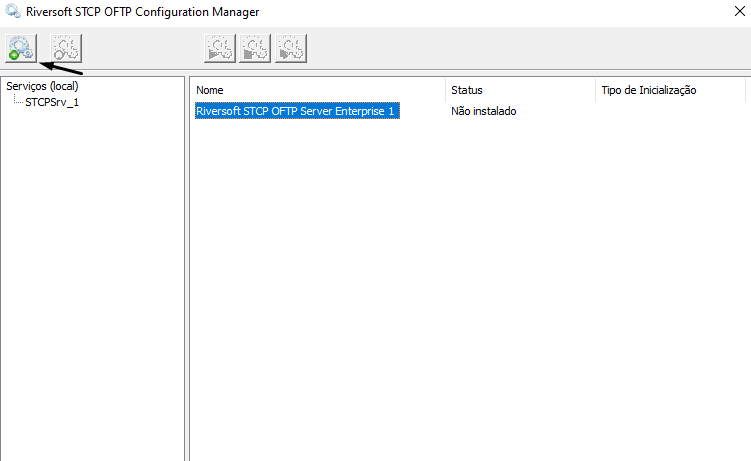 Riversoft STCP OFTP Configuration Manager
Serviços (local)
STCPSrv_1
Nome Status Tipo de Inicialização
Riversoft STCP OFTP Server Enterprise 1 Não instalado